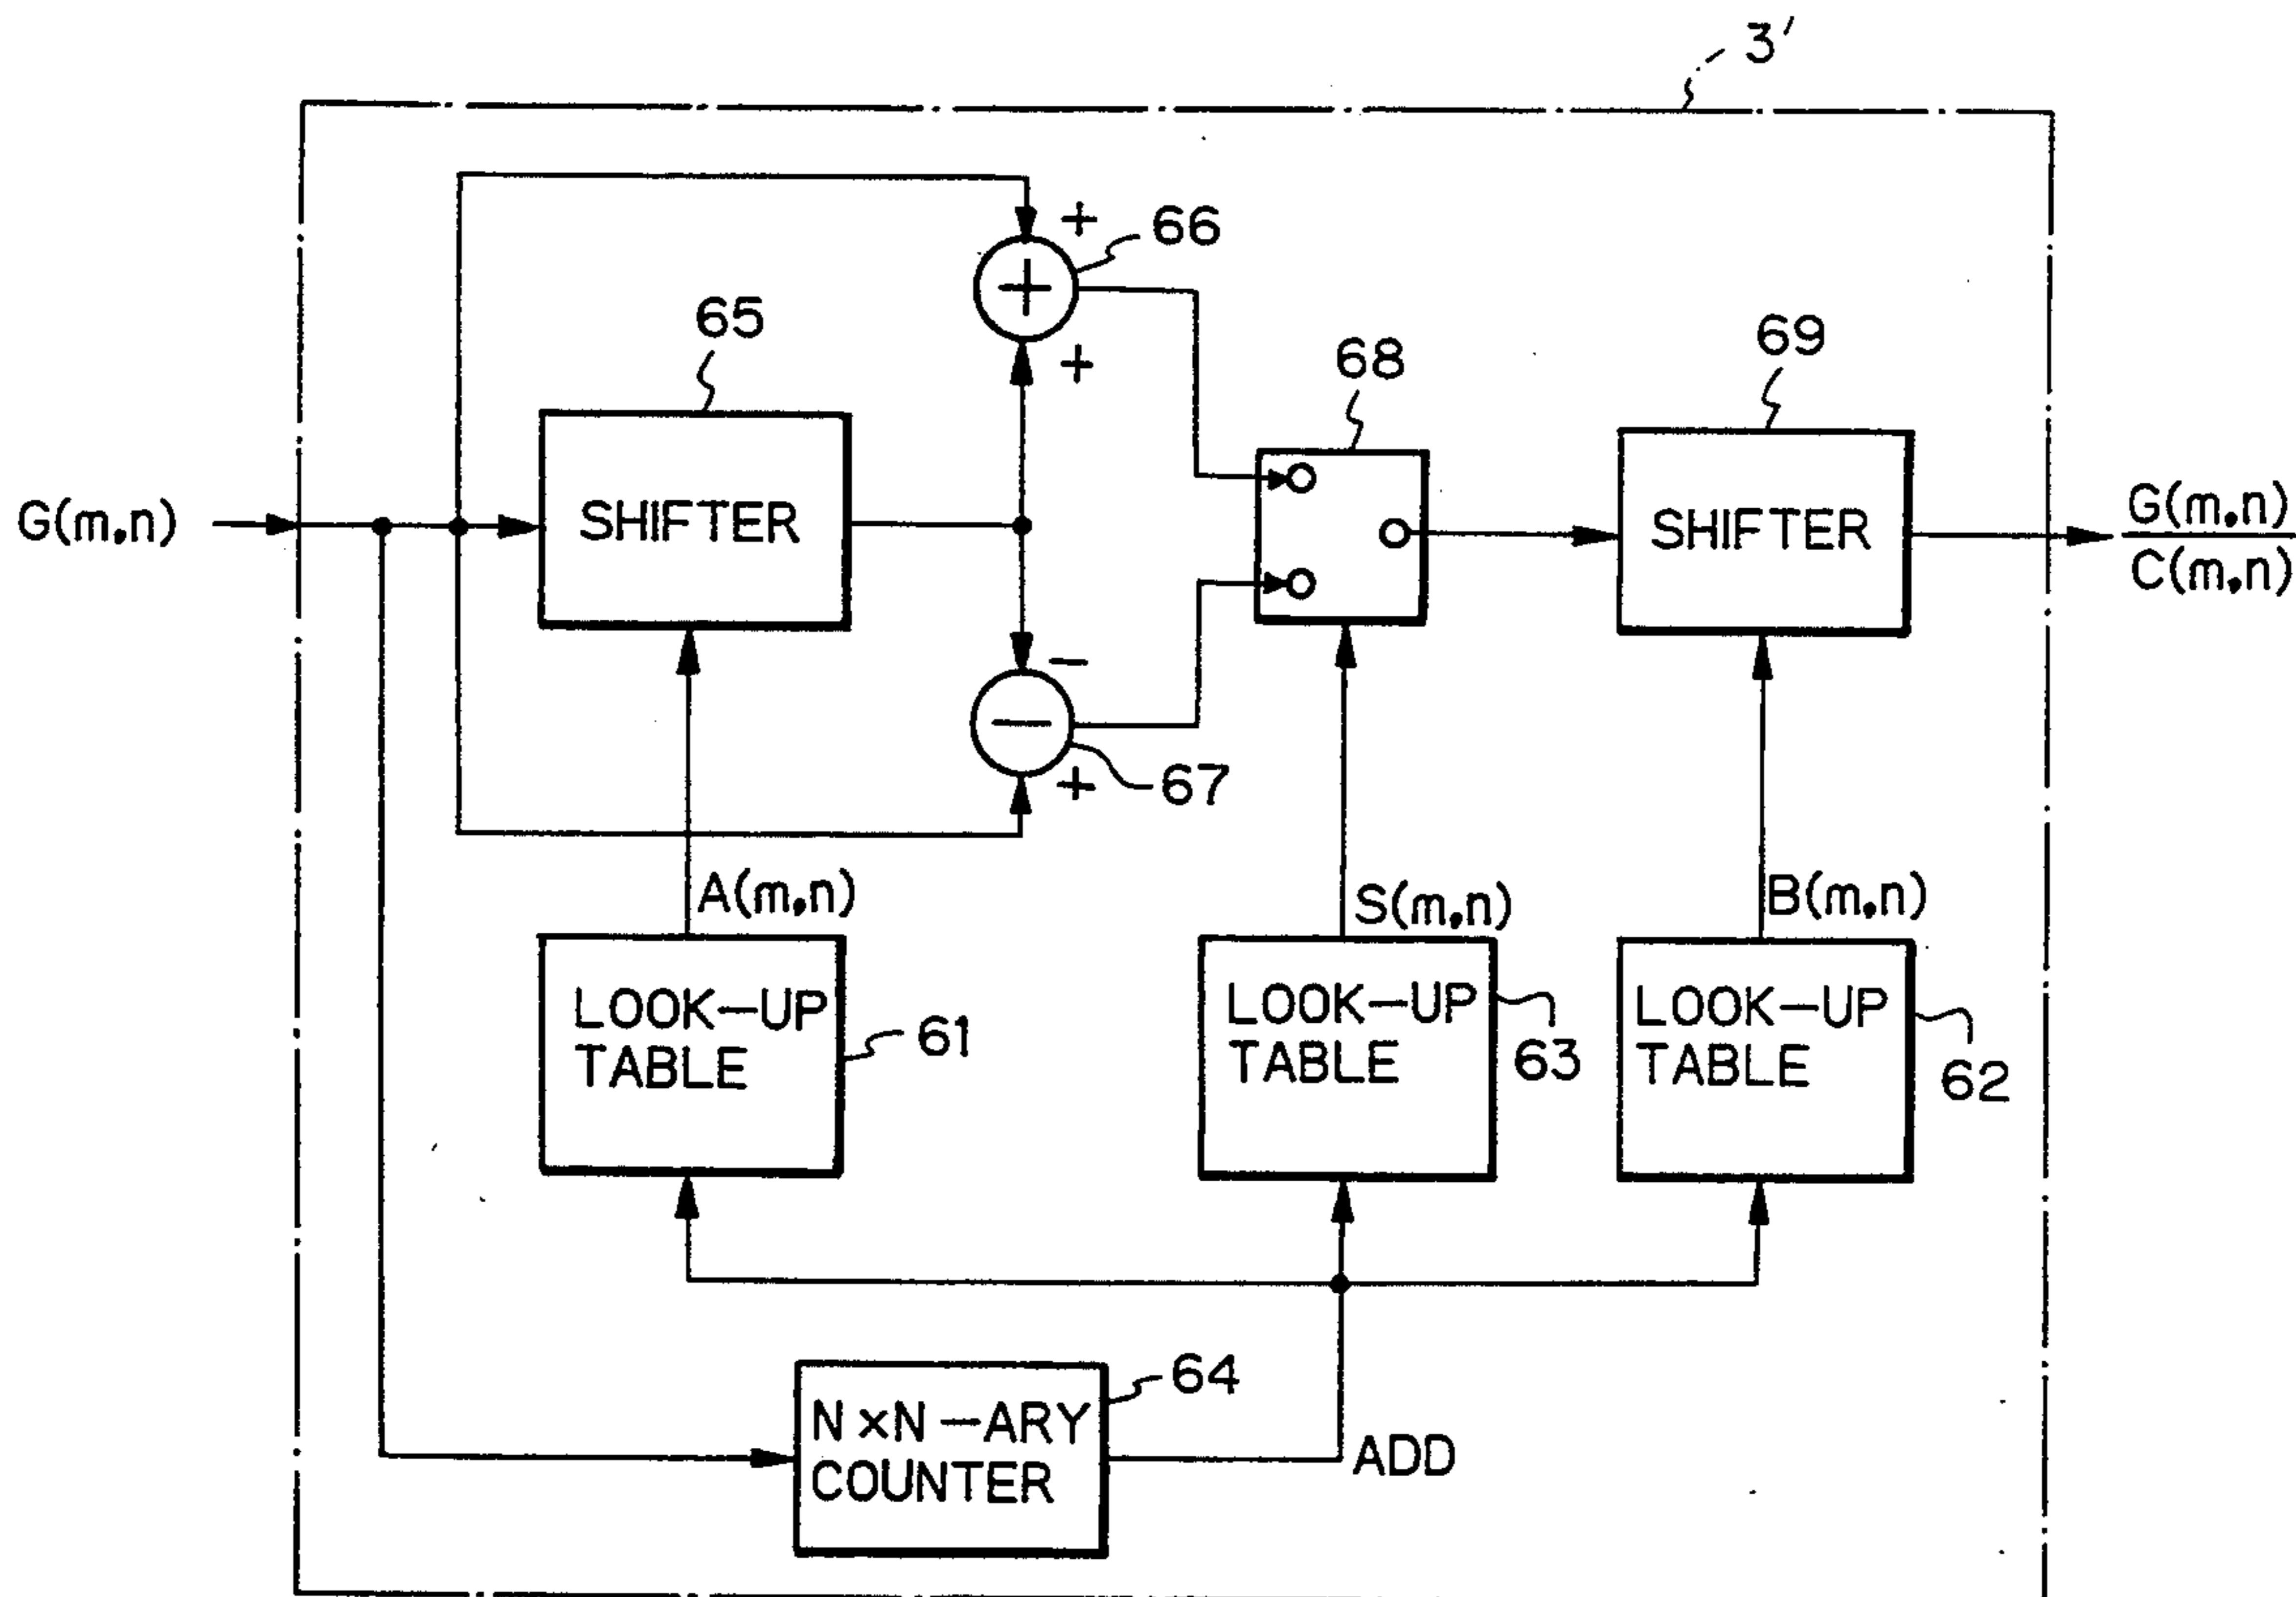 3'
+
66
65
+
68
69
G(m,n)
SHIFTER
SHIFTER
G(m,n)
C(m,n)
−
+
67
A(m,n)
S(m,n)
B(m,n)
LOOK-UP
TABLE
61
LOOK-UP
TABLE
63
LOOK-UP
TABLE
62
64
N×N-ARY
COUNTER
ADD